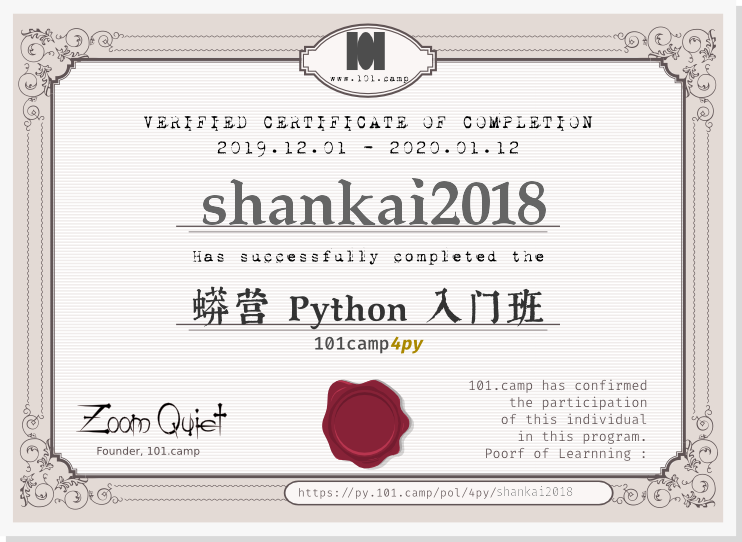 101
www.101.camp
VERIFIED CERTIFICATE OF COMPLETION
2019.12.01 - 2020.01.12
shankai2018
Has successfully completed the
蟒营 Python 入门班
101camp4py
101.camp has confirmed
the participation
of this individual
in this program.
Poorf of Learnning :
Zoom Quiet
Founder, 101.camp
https://py.101.camp/pol/4py/shankai2018